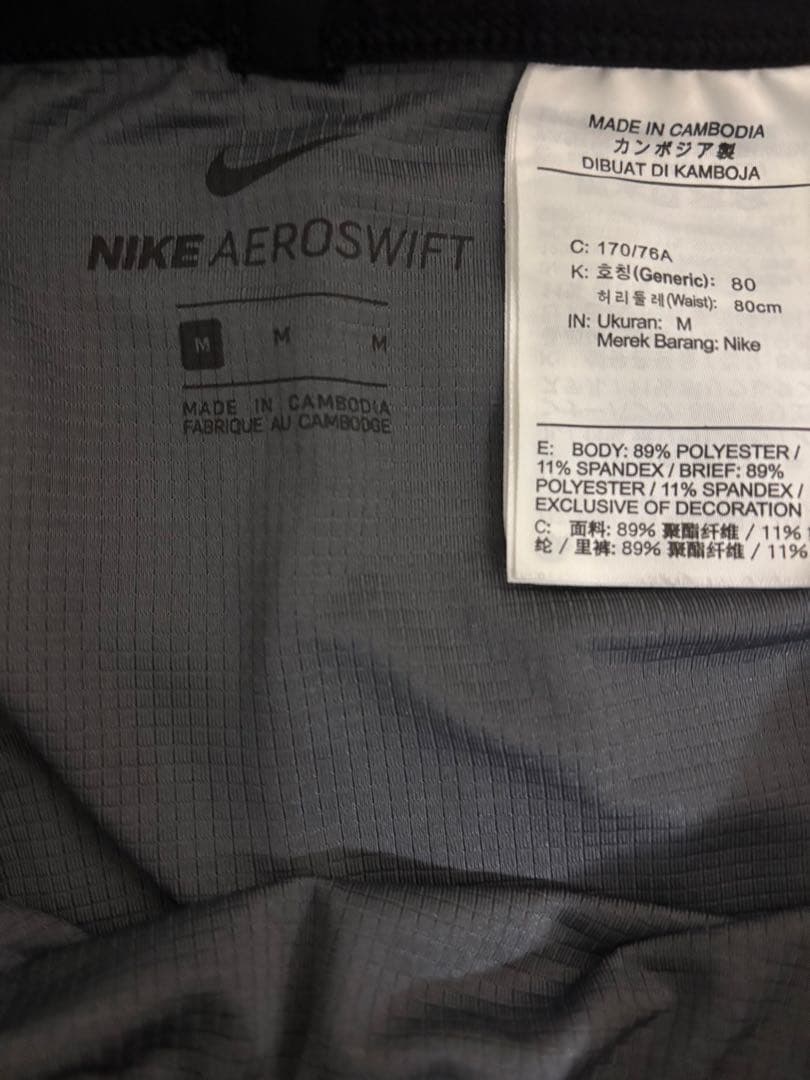 NIKE AEROSWIFT
M M M
MADE IN CAMBODIA
FABRIQUE AU CAMBODGE
MADE IN CAMBODIA
カンボジア製
DIBUAT DI KAMBOJA
C: 170/76A
K: 호칭(Generic): 80
허리둘레(Waist): 80cm
IN: Ukuran: M
Merek Barang: Nike
E: BODY: 89% POLYESTER /
11% SPANDEX / BRIEF: 89%
POLYESTER / 11% SPANDEX /
EXCLUSIVE OF DECORATION
C: 面料: 89% 聚酯纤维 / 11%
纶 / 里裤: 89% 聚酯纤维 / 11%